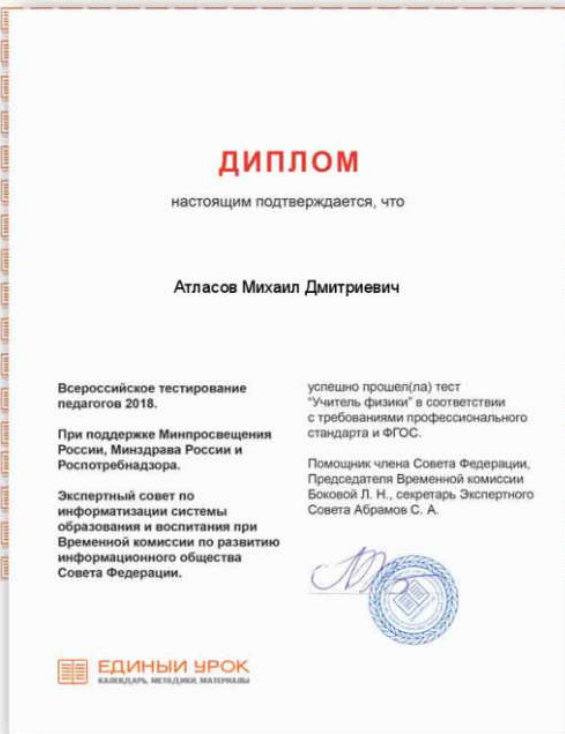 ДИПЛОМ
настоящим подтверждается, что
Атласов Михаил Дмитриевич
Всероссийское тестирование
педагогов 2018.
При поддержке Минпросвещения
России, Минздрава России и
Роспотребнадзора.
Экспертный совет по
информатизации системы
образования и воспитания при
Временной комиссии по развитию
информационного общества
Совета Федерации.
успешно прошел(ла) тест
"Учитель физики" в соответствии
с требованиями профессионального
стандарта и ФГОС.
Помощник члена Совета Федерации,
Председателя Временной комиссии
Боковой Л. Н., секретарь Экспертного
Совета Абрамов С. А.
ЕДИНЫЙ УРОК
КАЛЕНДАРЬ, МЕТОДИКИ, МАТЕРИАЛЫ